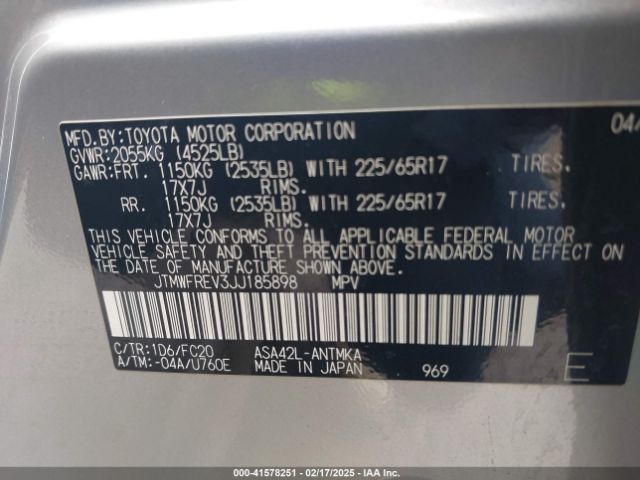 MFD.BY:TOYOTA MOTOR CORPORATION 04/
GVWR:2055KG (4525LB)
GAWR:FRT. 1150KG (2535LB) WITH 225/65R17 TIRES.
17X7J RIMS.
RR. 1150KG (2535LB) WITH 225/65R17 TIRES.
17X7J RIMS.
THIS VEHICLE CONFORMS TO ALL APPLICABLE FEDERAL MOTOR
VEHICLE SAFETY AND THEFT PREVENTION STANDARDS IN EFFECT ON
THE DATE OF MANUFACTURE SHOWN ABOVE.
JTMWFREV3JJ185898 MPV
C/TR:1D6/FC20 ASA42L-ANTMKA
A/TM:-04A/U760E MADE IN JAPAN 969 E
000-41578251 — 02/17/2025 — IAAI.COM